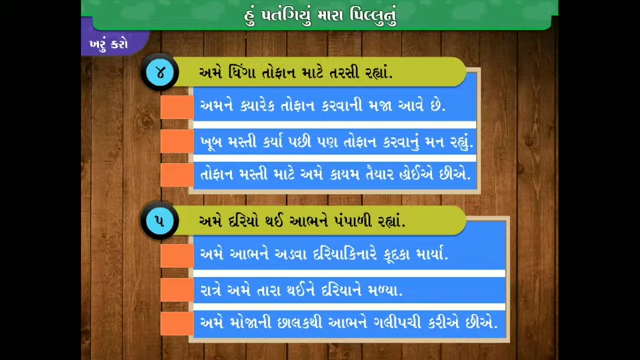 હું પતંગિયું મારા પિલ્લુનું
ખરું કરો
૪ અમે ધિંગા તોફાન માટે તરસી રહ્યાં.
અમને ક્યારેક તોફાન કરવાની મજા આવે છે.
ખૂબ મસ્તી કર્યા પછી પણ તોફાન કરવાનું મન રહ્યું.
તોફાન મસ્તી માટે અમે કાયમ તૈયાર હોઈએ છીએ.
૫ અમે દરિયો થઈ આભને પંપાળી રહ્યાં.
અમે આભને અડવા દરિયાકિનારે કૂદકા માર્યા.
રાત્રે અમે તારા થઈને દરિયાને મળ્યા.
અમે મોજાની છાલકથી આભને ગલીપચી કરીએ છીએ.